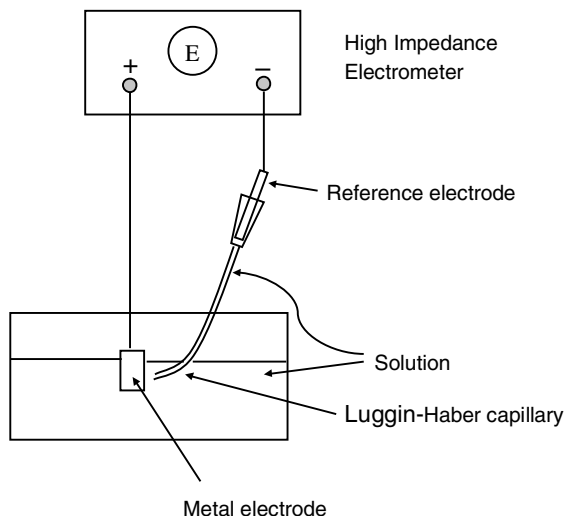 E
High Impedance
Electrometer
+
–
Reference electrode
Solution
Luggin-Haber capillary
Metal electrode